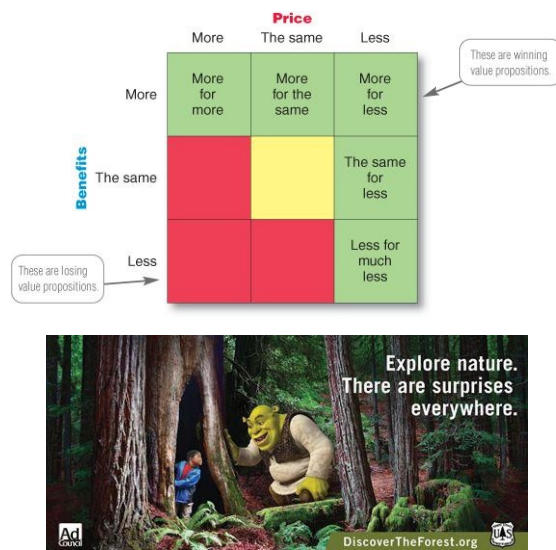 Price
More The same Less
These are winning
value propositions.
More
More
for
more
More
for the
same
More
for
less
Benefits
The same
The same
for
less
Less
Less for
much
less
These are losing
value propositions.
Explore nature.
There are surprises
everywhere.
Ad
COUNCIL
DiscoverTheForest.org
UAS